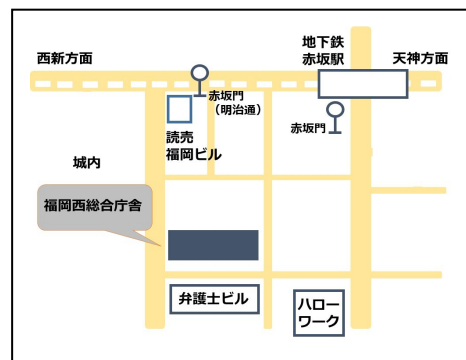 西新方面
地下鉄
赤坂駅
天神方面
赤坂門
（明治通）
読売
福岡ビル
赤坂門
城内
福岡西総合庁舎
弁護士ビル
ハロー
ワーク